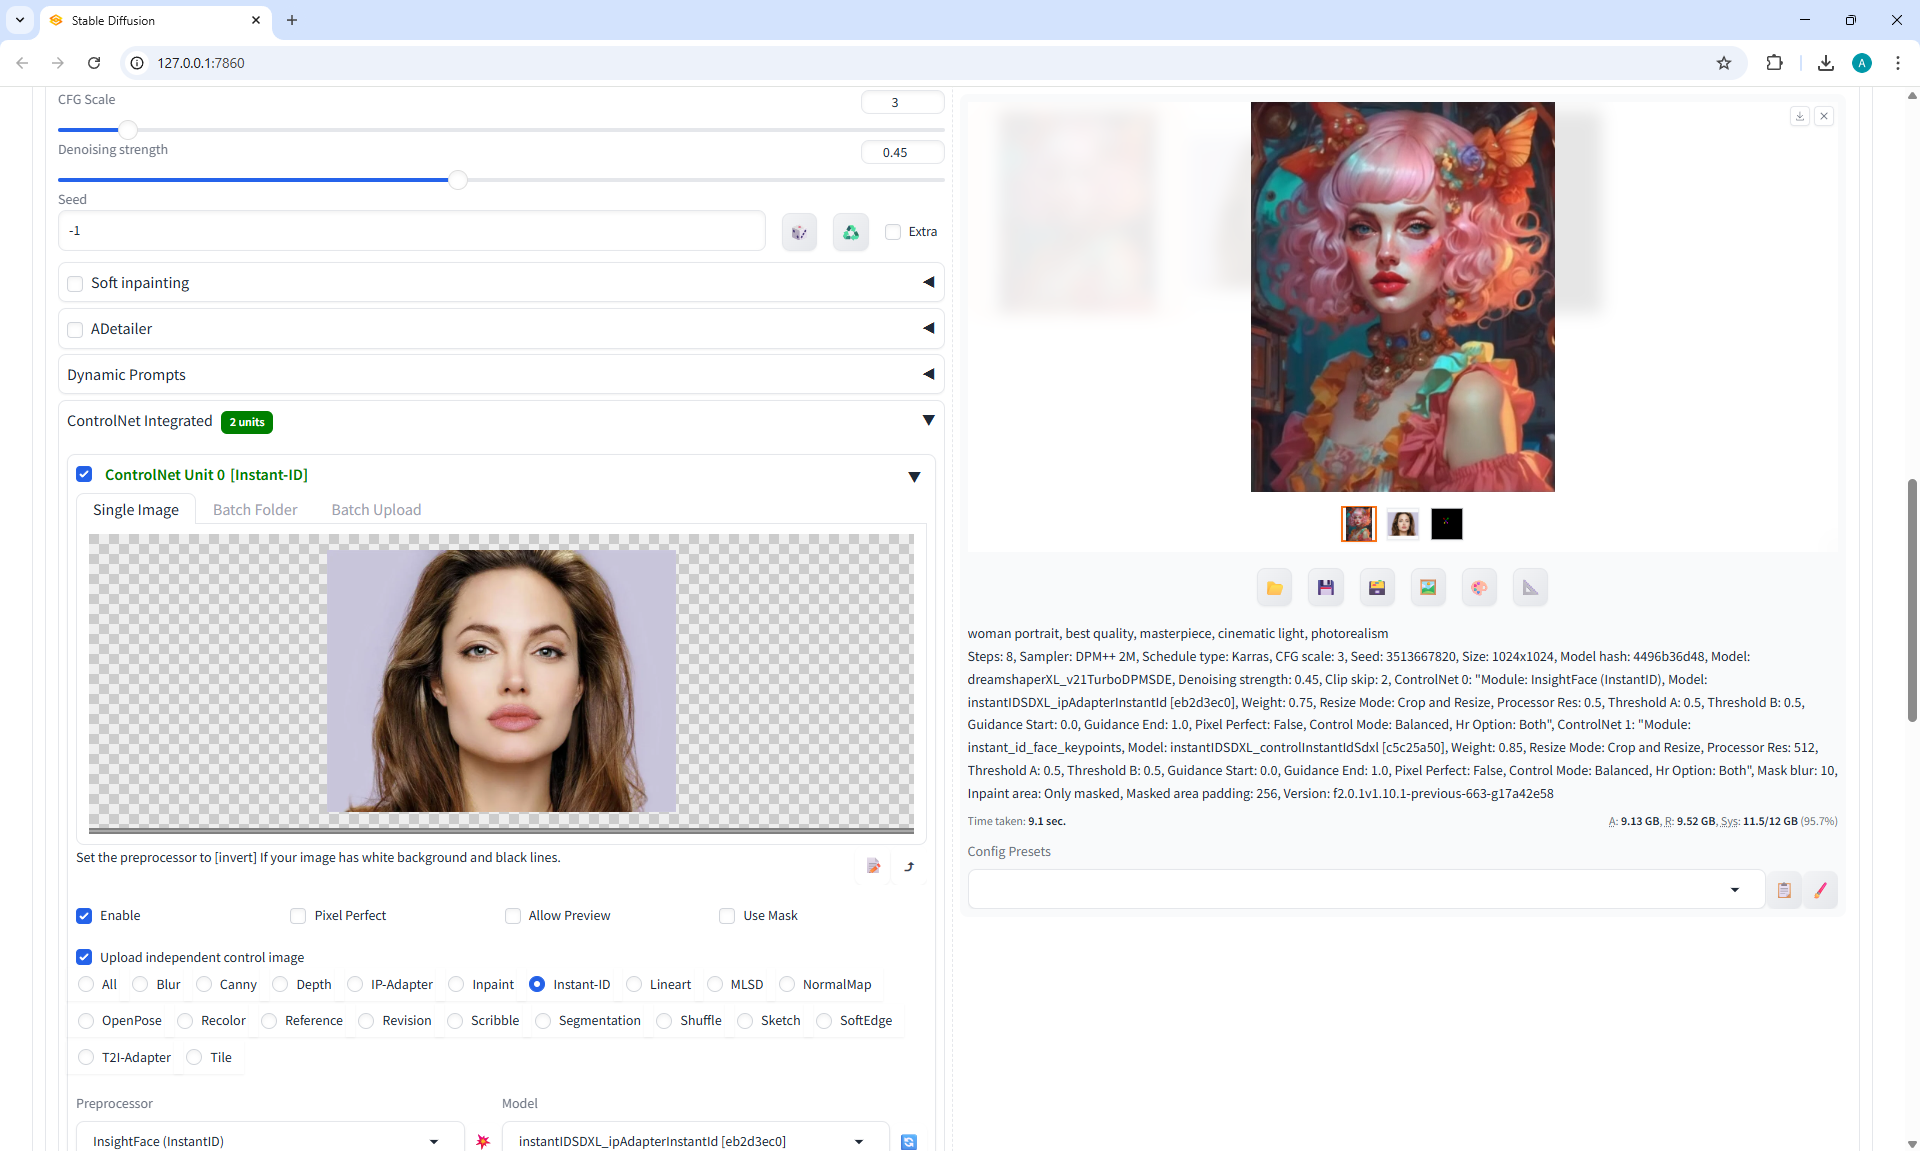 Stable Diffusion
127.0.0.1:7860
A
CFG Scale
3
Denoising strength
0.45
Seed
-1
Extra
Soft inpainting
ADetailer
Dynamic Prompts
ControlNet Integrated 2 units
ControlNet Unit 0 [Instant-ID]
Single Image Batch Folder Batch Upload
Set the preprocessor to [invert] If your image has white background and black lines.
Enable Pixel Perfect Allow Preview Use Mask
Upload independent control image
All Blur Canny Depth IP-Adapter Inpaint Instant-ID Lineart MLSD NormalMap
OpenPose Recolor Reference Revision Scribble Segmentation Shuffle Sketch SoftEdge
T2I-Adapter Tile
Preprocessor Model
InsightFace (InstantID) instantIDSDXL_ipAdapterInstantId [eb2d3ec0]
woman portrait, best quality, masterpiece, cinematic light, photorealism
Steps: 8, Sampler: DPM++ 2M, Schedule type: Karras, CFG scale: 3, Seed: 3513667820, Size: 1024x1024, Model hash: 4496b36d48, Model:
dreamshaperXL_v21TurboDPMSDE, Denoising strength: 0.45, Clip skip: 2, ControlNet 0: "Module: InsightFace (InstantID), Model:
instantIDSDXL_ipAdapterInstantId [eb2d3ec0], Weight: 0.75, Resize Mode: Crop and Resize, Processor Res: 0.5, Threshold A: 0.5, Threshold B: 0.5,
Guidance Start: 0.0, Guidance End: 1.0, Pixel Perfect: False, Control Mode: Balanced, Hr Option: Both", ControlNet 1: "Module:
instant_id_face_keypoints, Model: instantIDSDXL_controlInstantIdSdxl [c5c25a50], Weight: 0.85, Resize Mode: Crop and Resize, Processor Res: 512,
Threshold A: 0.5, Threshold B: 0.5, Guidance Start: 0.0, Guidance End: 1.0, Pixel Perfect: False, Control Mode: Balanced, Hr Option: Both", Mask blur: 10,
Inpaint area: Only masked, Masked area padding: 256, Version: f2.0.1v1.10.1-previous-663-g17a42e58
Time taken: 9.1 sec. A: 9.13 GB, R: 9.52 GB, Sys: 11.5/12 GB (95.7%)
Config Presets